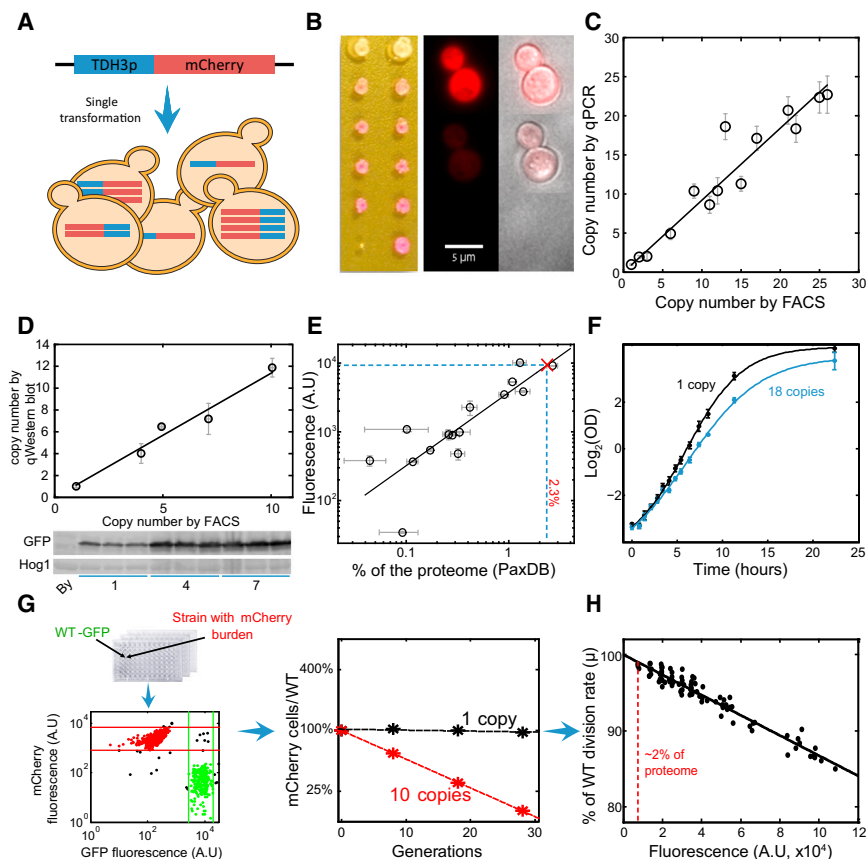 A
TDH3p mCherry
Single
transformation
B
5 µm
C
Copy number by qPCR
35
30
25
20
15
10
5
0
0 5 10 15 20 25 30
Copy number by FACS
D
copy number by
qWestern blot
14
12
10
8
6
4
2
0
0 5 10
Copy number by FACS
GFP
Hog1
By 1 4 7
E
Fluorescence (A.U)
10^4
10^3
10^2
2.3%
0.1 1
% of the proteome (PaxDB)
F
Log2(OD)
4
0
-2
1 copy
18 copies
0 5 10 15 20 25
Time (hours)
G
WT-GFP
Strain with mCherry
burden
mCherry
fluorescence (A.U)
10^4
10^3
10^2
10^1
10^0
10^0 10^2 10^4
GFP fluorescence (A.U)
mCherry cells/WT
400%
100%
25%
1 copy
10 copies
0 10 20 30
Generations
H
% of WT division rate (µ)
100
90
80
~2% of
proteome
0 2 4 6 8 10 12
Fluorescence (A.U, x10^4)